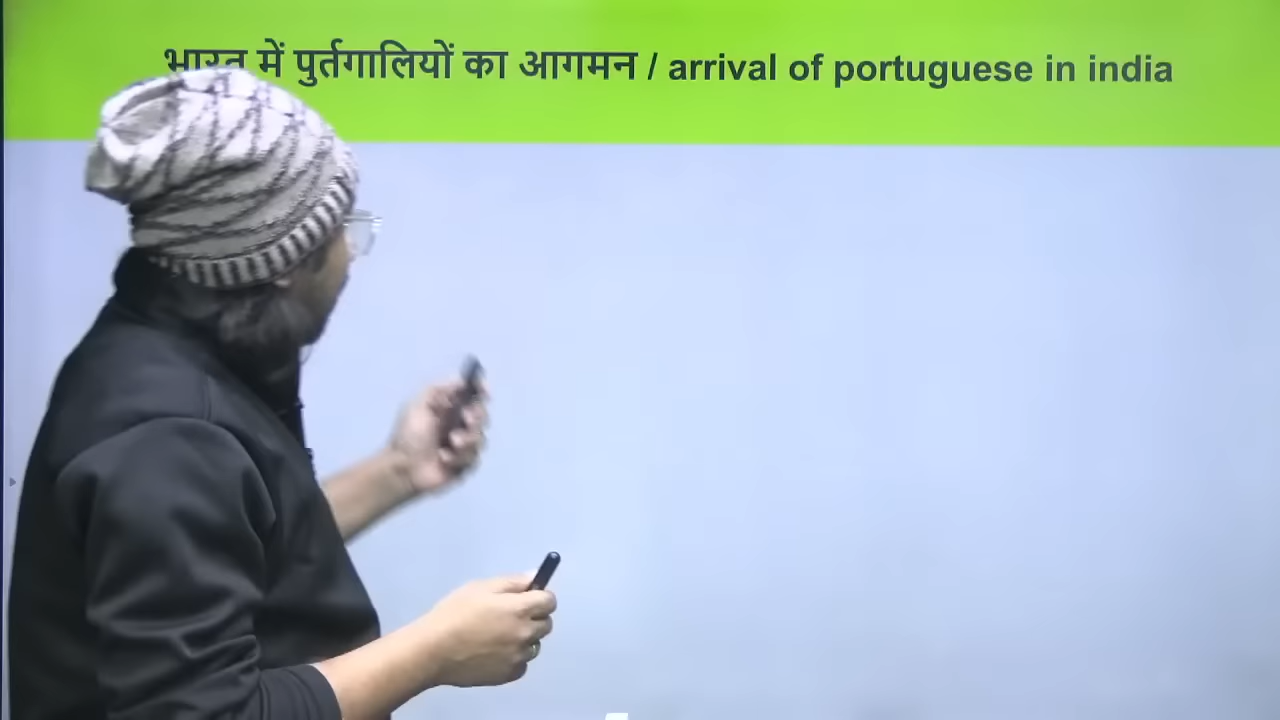 भारत में पुर्तगालियों का आगमन / arrival of portuguese in india